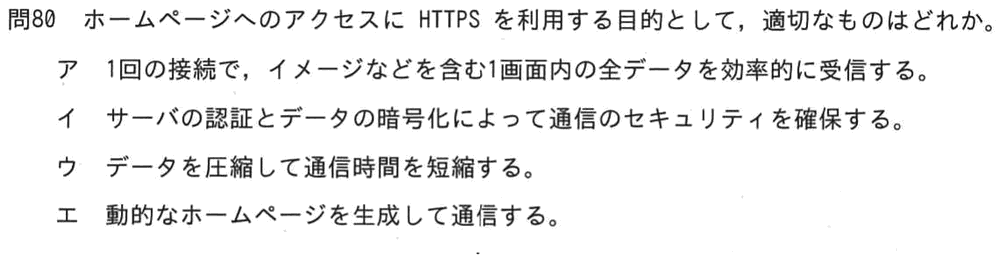 問80　ホームページへのアクセスに HTTPS を利用する目的として，適切なものはどれか。
ア　1回の接続で，イメージなどを含む1画面内の全データを効率的に受信する。
イ　サーバの認証とデータの暗号化によって通信のセキュリティを確保する。
ウ　データを圧縮して通信時間を短縮する。
エ　動的なホームページを生成して通信する。